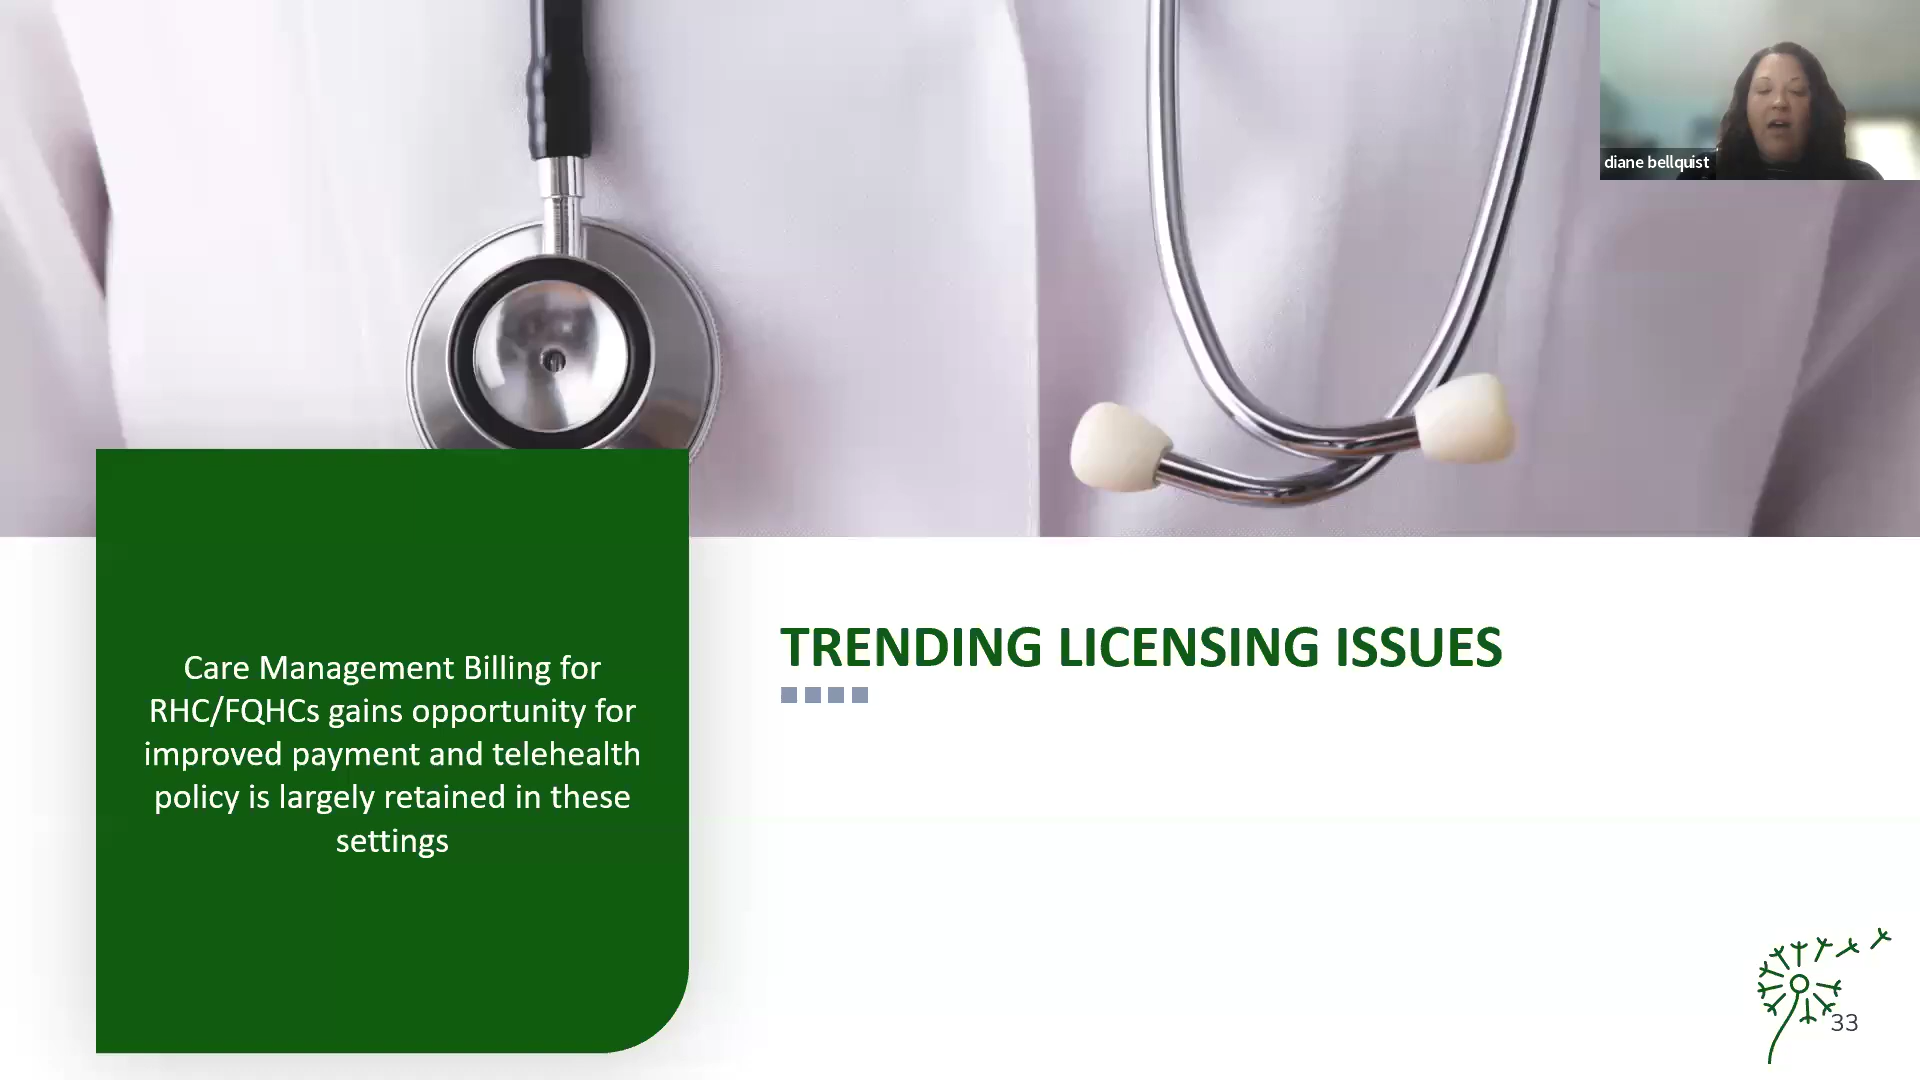 diane bellquist
TRENDING LICENSING ISSUES
Care Management Billing for
RHC/FQHCs gains opportunity for
improved payment and telehealth
policy is largely retained in these
settings
33